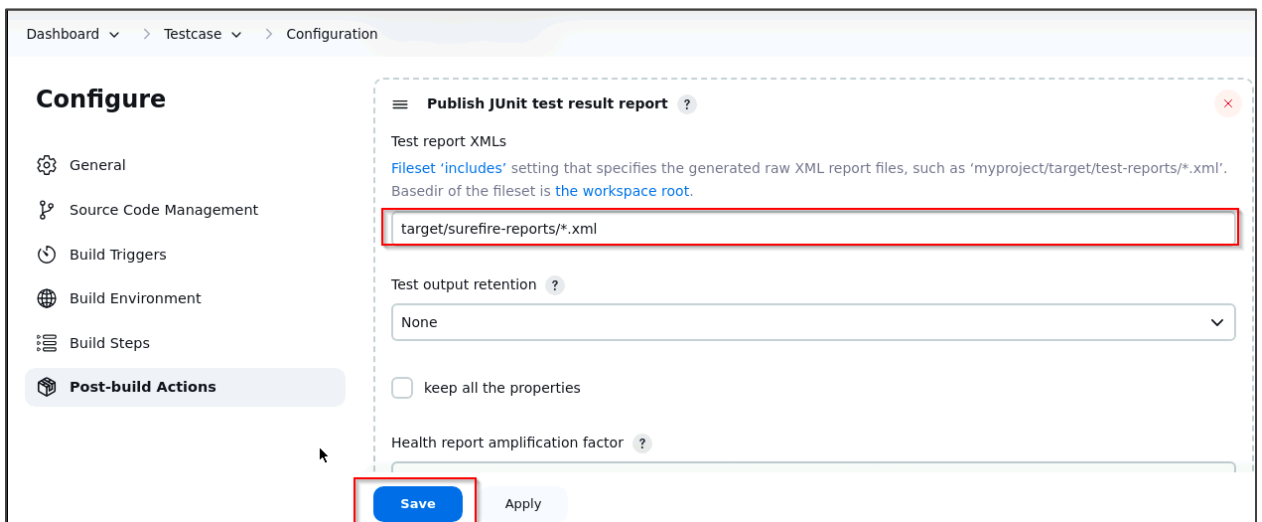 Dashboard > Testcase > Configuration
Configure
General
Source Code Management
Build Triggers
Build Environment
Build Steps
Post-build Actions
Publish JUnit test result report ?
Test report XMLs
Fileset ‘includes’ setting that specifies the generated raw XML report files, such as ‘myproject/target/test-reports/*.xml’.
Basedir of the fileset is the workspace root.
target/surefire-reports/*.xml
Test output retention ?
None
keep all the properties
Health report amplification factor ?
Save Apply